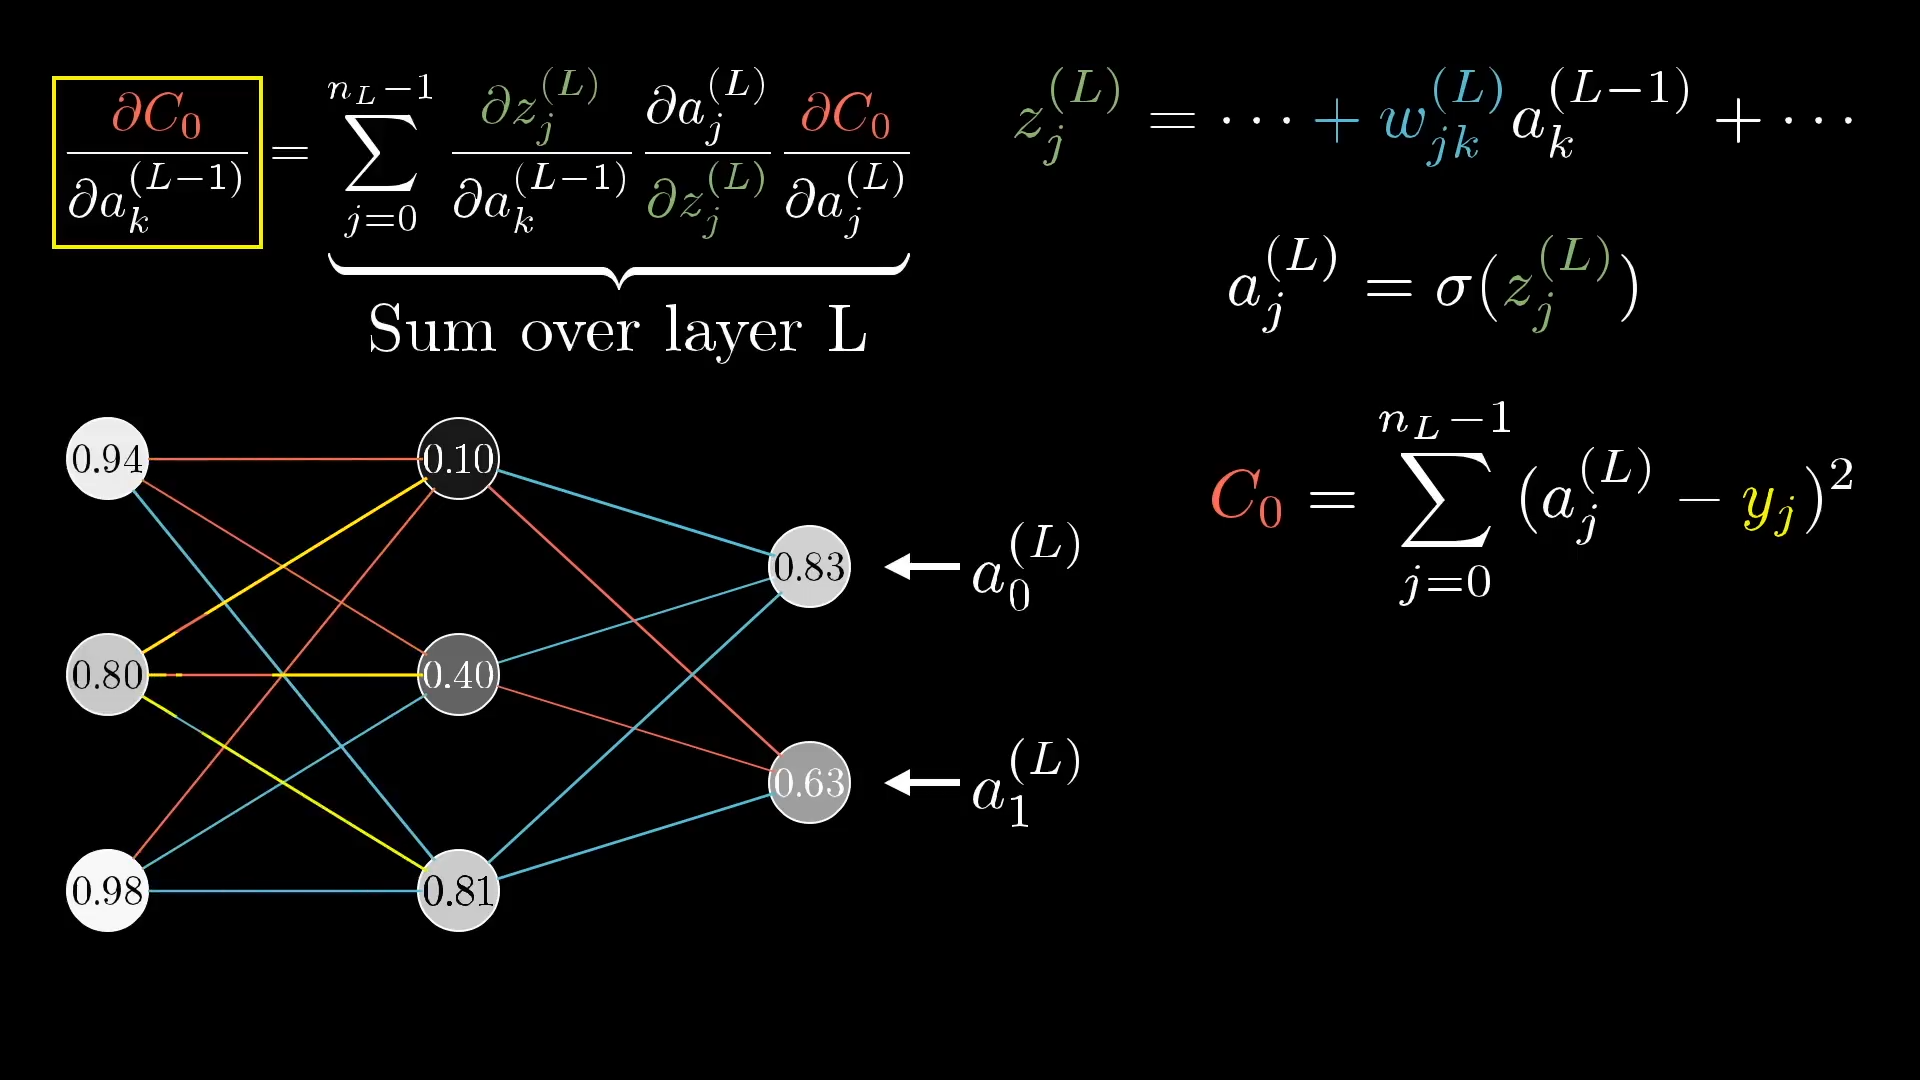 ∂C₀/∂aₖ^(L−1) = ∑_{j=0}^{n_L−1} ∂zⱼ^(L)/∂aₖ^(L−1) ∂aⱼ^(L)/∂zⱼ^(L) ∂C₀/∂aⱼ^(L)
Sum over layer L
zⱼ^(L) = ⋯ + wⱼₖ^(L) aₖ^(L−1) + ⋯
aⱼ^(L) = σ(zⱼ^(L))
C₀ = ∑_{j=0}^{n_L−1} (aⱼ^(L) − yⱼ)²
0.94
0.80
0.98
0.10
0.40
0.81
0.83
0.63
a₀^(L)
a₁^(L)